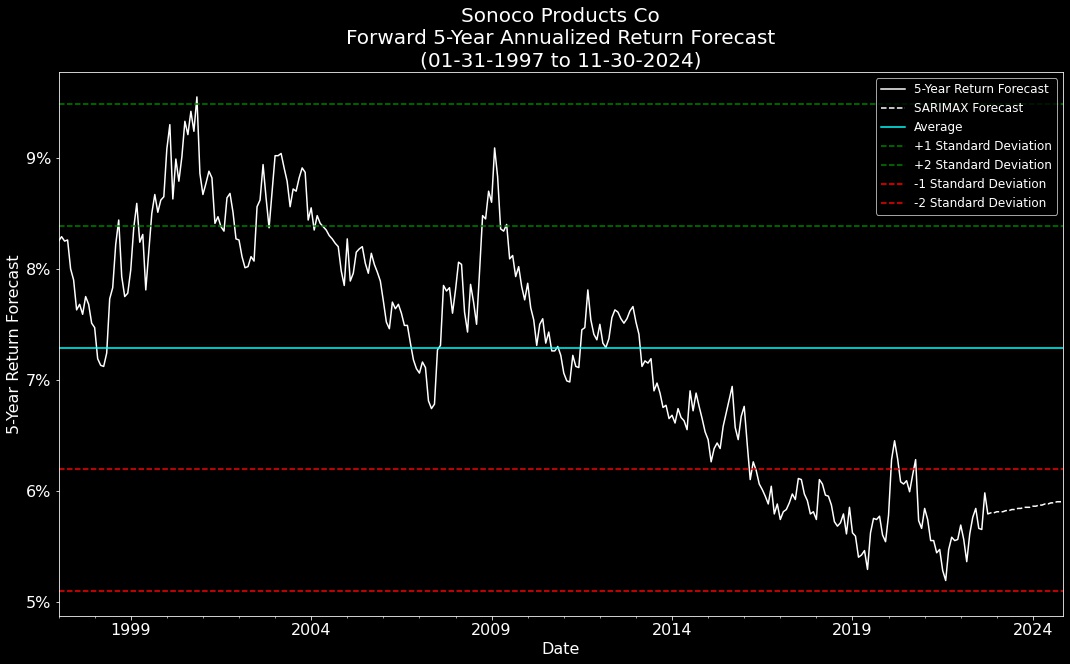 Sonoco Products Co
Forward 5-Year Annualized Return Forecast
(01-31-1997 to 11-30-2024)
5-Year Return Forecast
SARIMAX Forecast
Average
+1 Standard Deviation
+2 Standard Deviation
-1 Standard Deviation
-2 Standard Deviation
5-Year Return Forecast
9%
8%
7%
6%
5%
1999 2004 2009 2014 2019 2024
Date